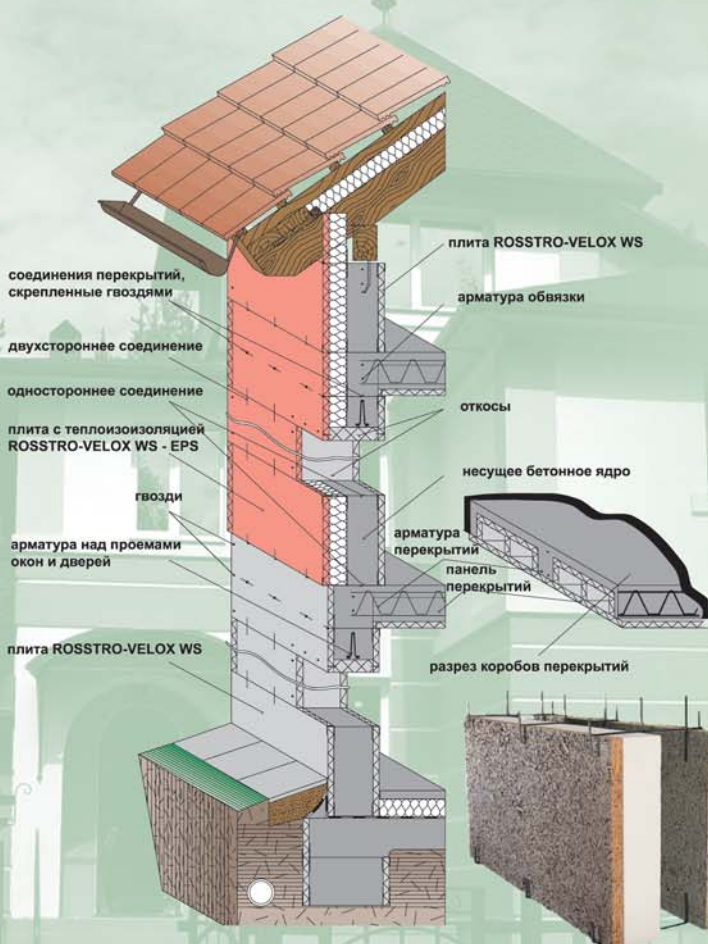 плита ROSSTRO-VELOX WS
соединения перекрытий,
скрепленные гвоздями
арматура обвязки
двухстороннее соединение
одностороннее соединение
откосы
плита с теплоизоизоляцией
ROSSTRO-VELOX WS - EPS
несущее бетонное ядро
гвозди
арматура
перекрытий
арматура над проемами
окон и дверей
панель
перекрытий
плита ROSSTRO-VELOX WS
разрез коробов перекрытий